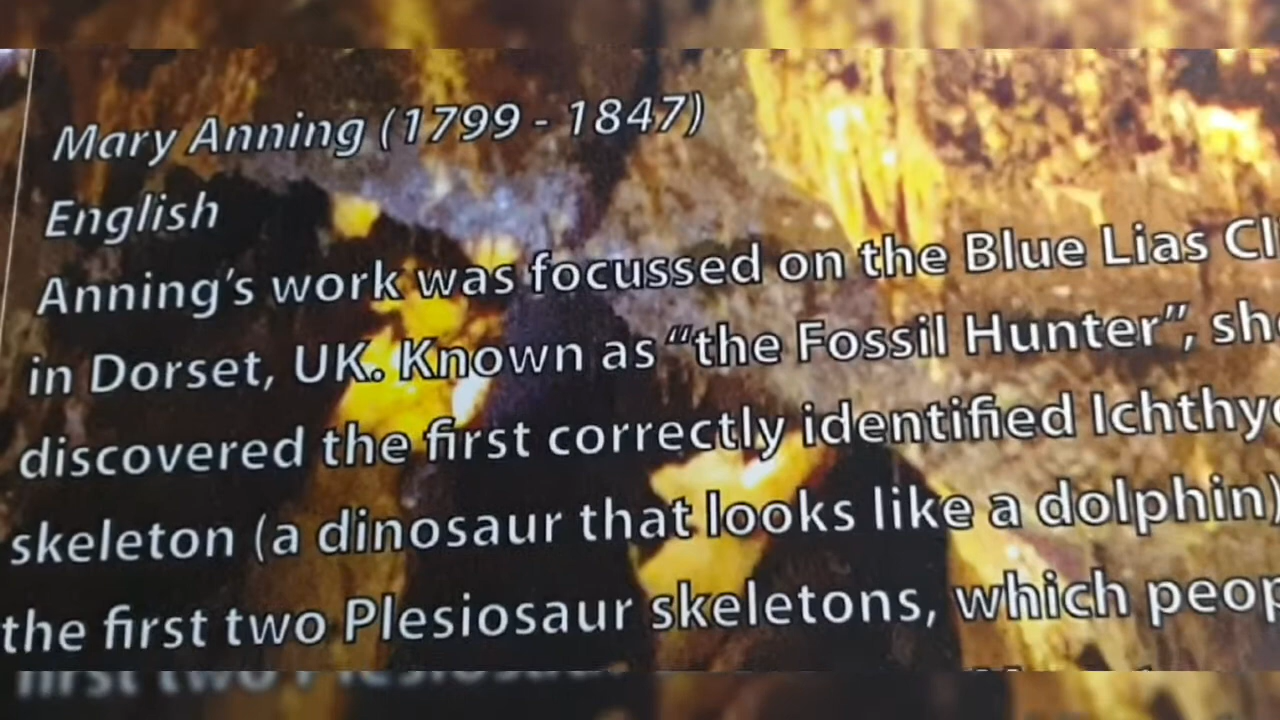 Mary Anning (1799 - 1847)
English
Anning's work was focussed on the Blue Lias
in Dorset, UK. Known as "the Fossil Hunter",
discovered the first correctly identified
skeleton (a dinosaur that looks like a dolphin)
the first two Plesiosaur skeletons, which